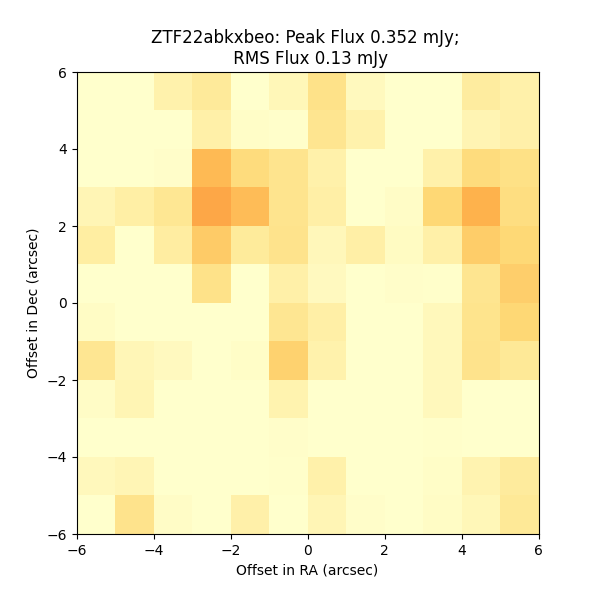 ZTF22abkxbeo: Peak Flux 0.352 mJy;
RMS Flux 0.13 mJy
6
4
2
0
−2
−4
−6
Offset in Dec (arcsec)
−6 −4 −2 0 2 4 6
Offset in RA (arcsec)